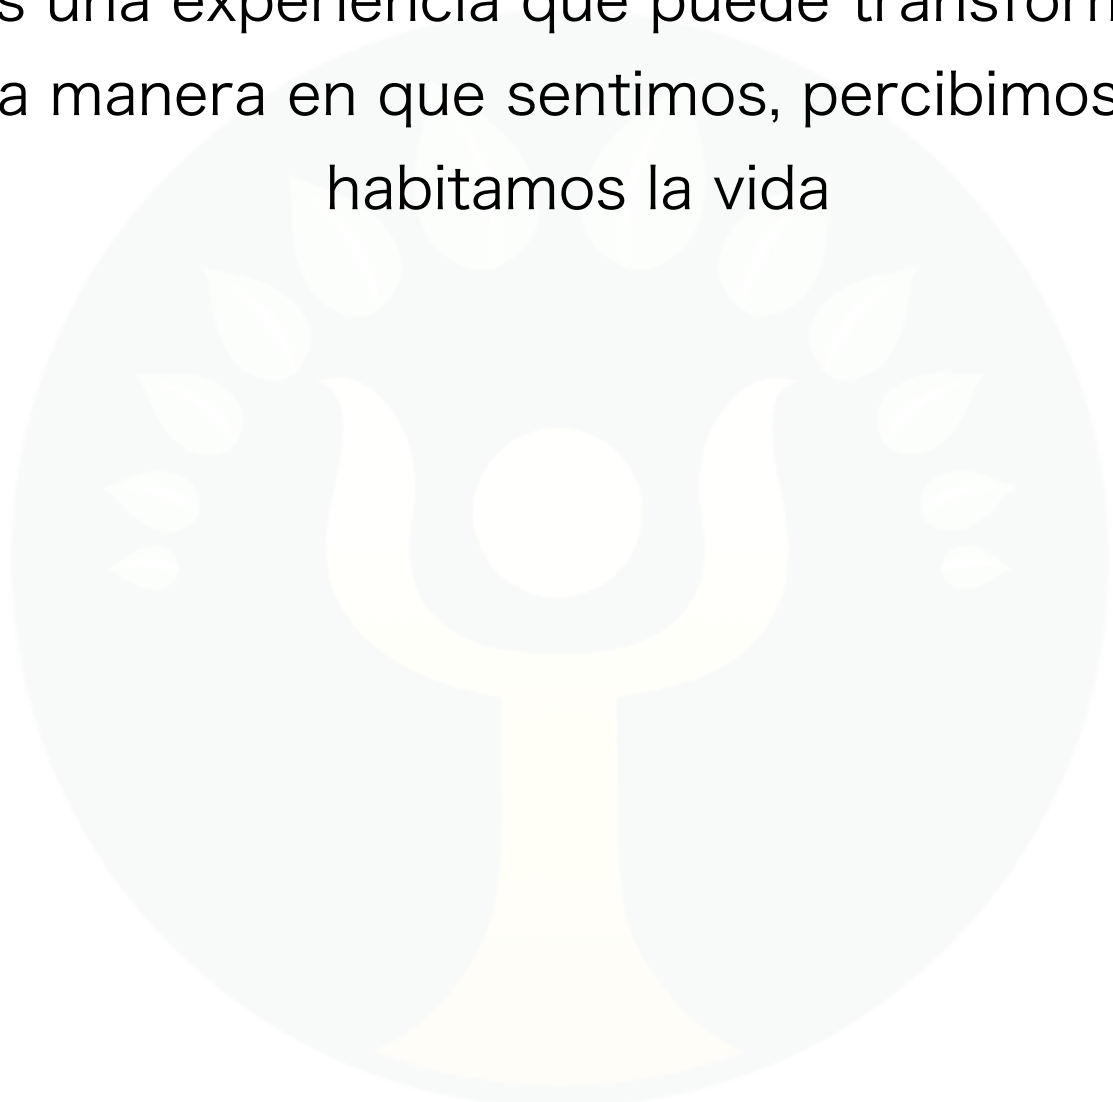 s una experiencia que puede transform
a manera en que sentimos, percibimos
habitamos la vida